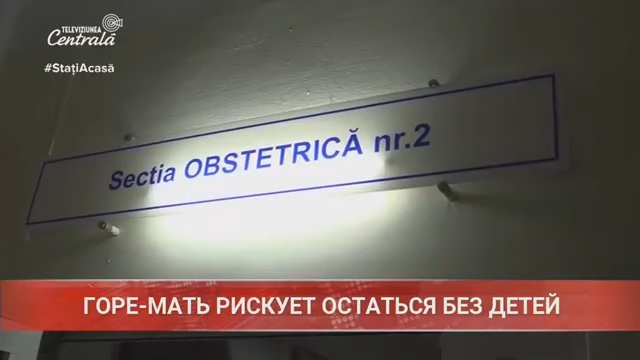 TELEVIZIUNEA
Centrală
#StațiAcasă
Sectia OBSTETRICĂ nr.2
ГОРЕ-МАТЬ РИСКУЕТ ОСТАТЬСЯ БЕЗ ДЕТЕЙ